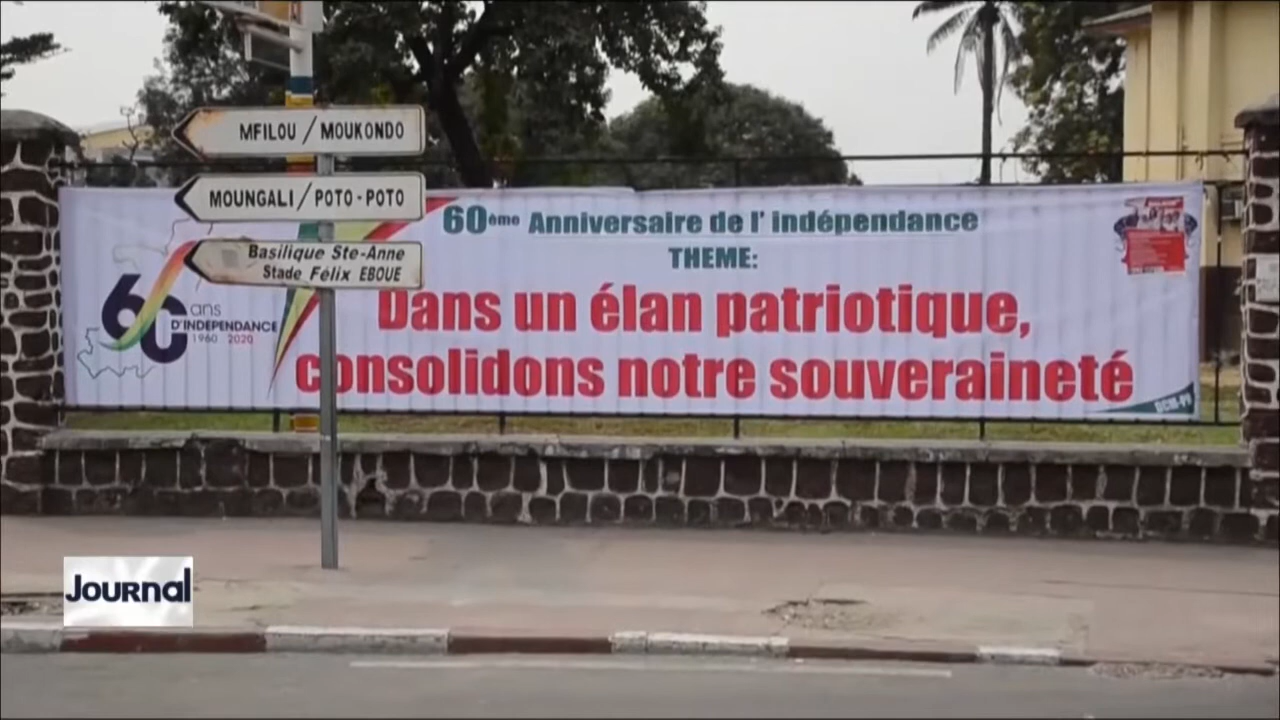 MFILOU / MOUKONDO
MOUNGALI / POTO - POTO
Basilique Ste-Anne
Stade Félix EBOUE
60ème Anniversaire de l' indépendance
THEME:
Dans un élan patriotique,
consolidons notre souveraineté
60 ans
D'INDEPENDANCE
1960 2020
JOURNAL